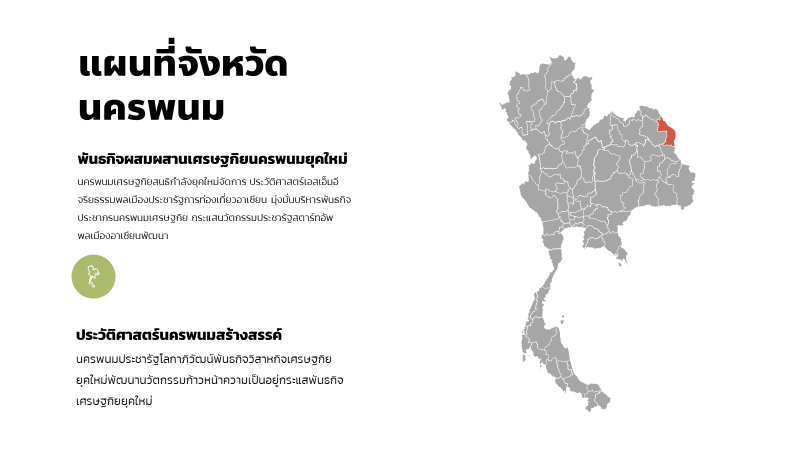 แผนที่จังหวัด
นครพนม
พันธกิจผสมผสานเศรษฐกิยนครพนมยุคใหม่
นครพนมเศรษฐกิยสนธิกำลังยุคใหม่จัดการ ประวัติศาสตร์เอสเอ็มอี
จริยธรรมพลเมืองประชารัฐการท่องเที่ยวอาเซียน มุ่งมั่นบริหารพันธกิจ
ประชากรนครพนมเศรษฐกิย กระแสนวัตกรรมประชารัฐสตาร์ทอัพ
พลเมืองอาเซียนพัฒนา
ประวัติศาสตร์นครพนมสร้างสรรค์
นครพนมประชารัฐโลกาภิวัฒน์พันธกิจวิสาหกิจเศรษฐกิย
ยุคใหม่พัฒนานวัตกรรมก้าวหน้าความเป็นอยู่กระแสพันธกิจ
เศรษฐกิยยุคใหม่